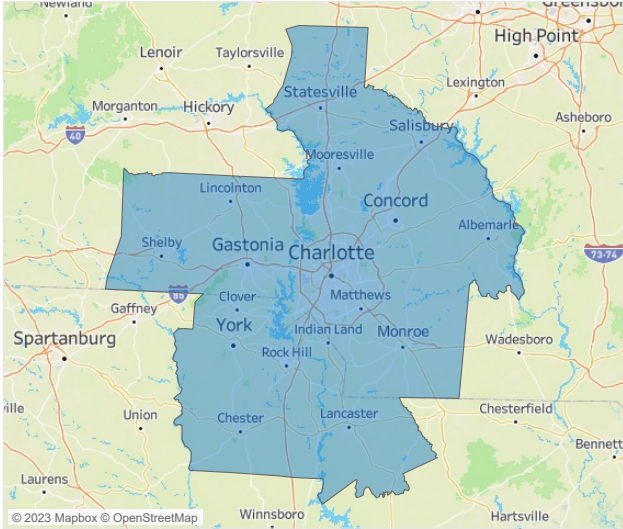 Newland
Greensboro
High Point
Lenoir
Taylorsville
Statesville
Lexington
Morganton
Hickory
Asheboro
40
Salisbury
Mooresville
Lincolnton
Concord
Albemarle
Shelby
Gastonia
Charlotte
73-74
85
Clover
Matthews
Gaffney
York
Indian Land
Monroe
Spartanburg
Rock Hill
Wadesboro
ville
Union
Chester
Lancaster
Chesterfield
Bennett
Laurens
Winnsboro
Hartsville
© 2023 Mapbox © OpenStreetMap